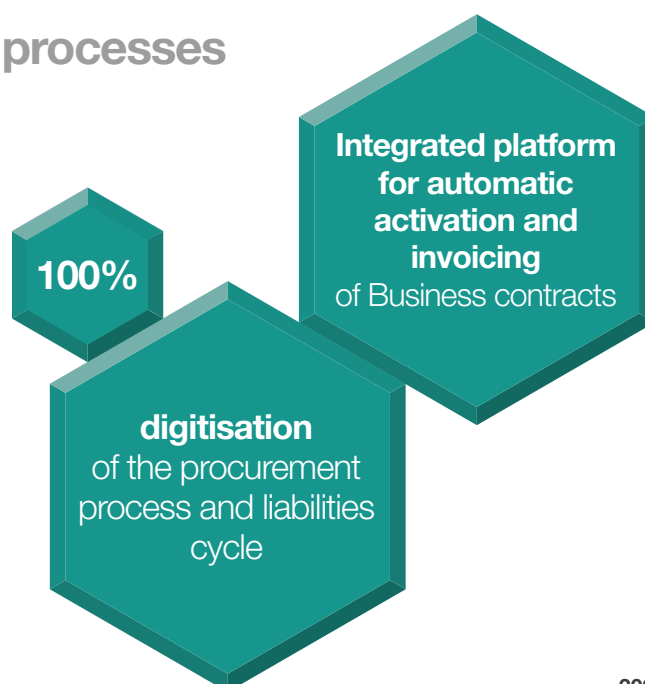 processes
Integrated platform
for automatic
activation and
invoicing
of Business contracts
100%
digitisation
of the procurement
process and liabilities
cycle